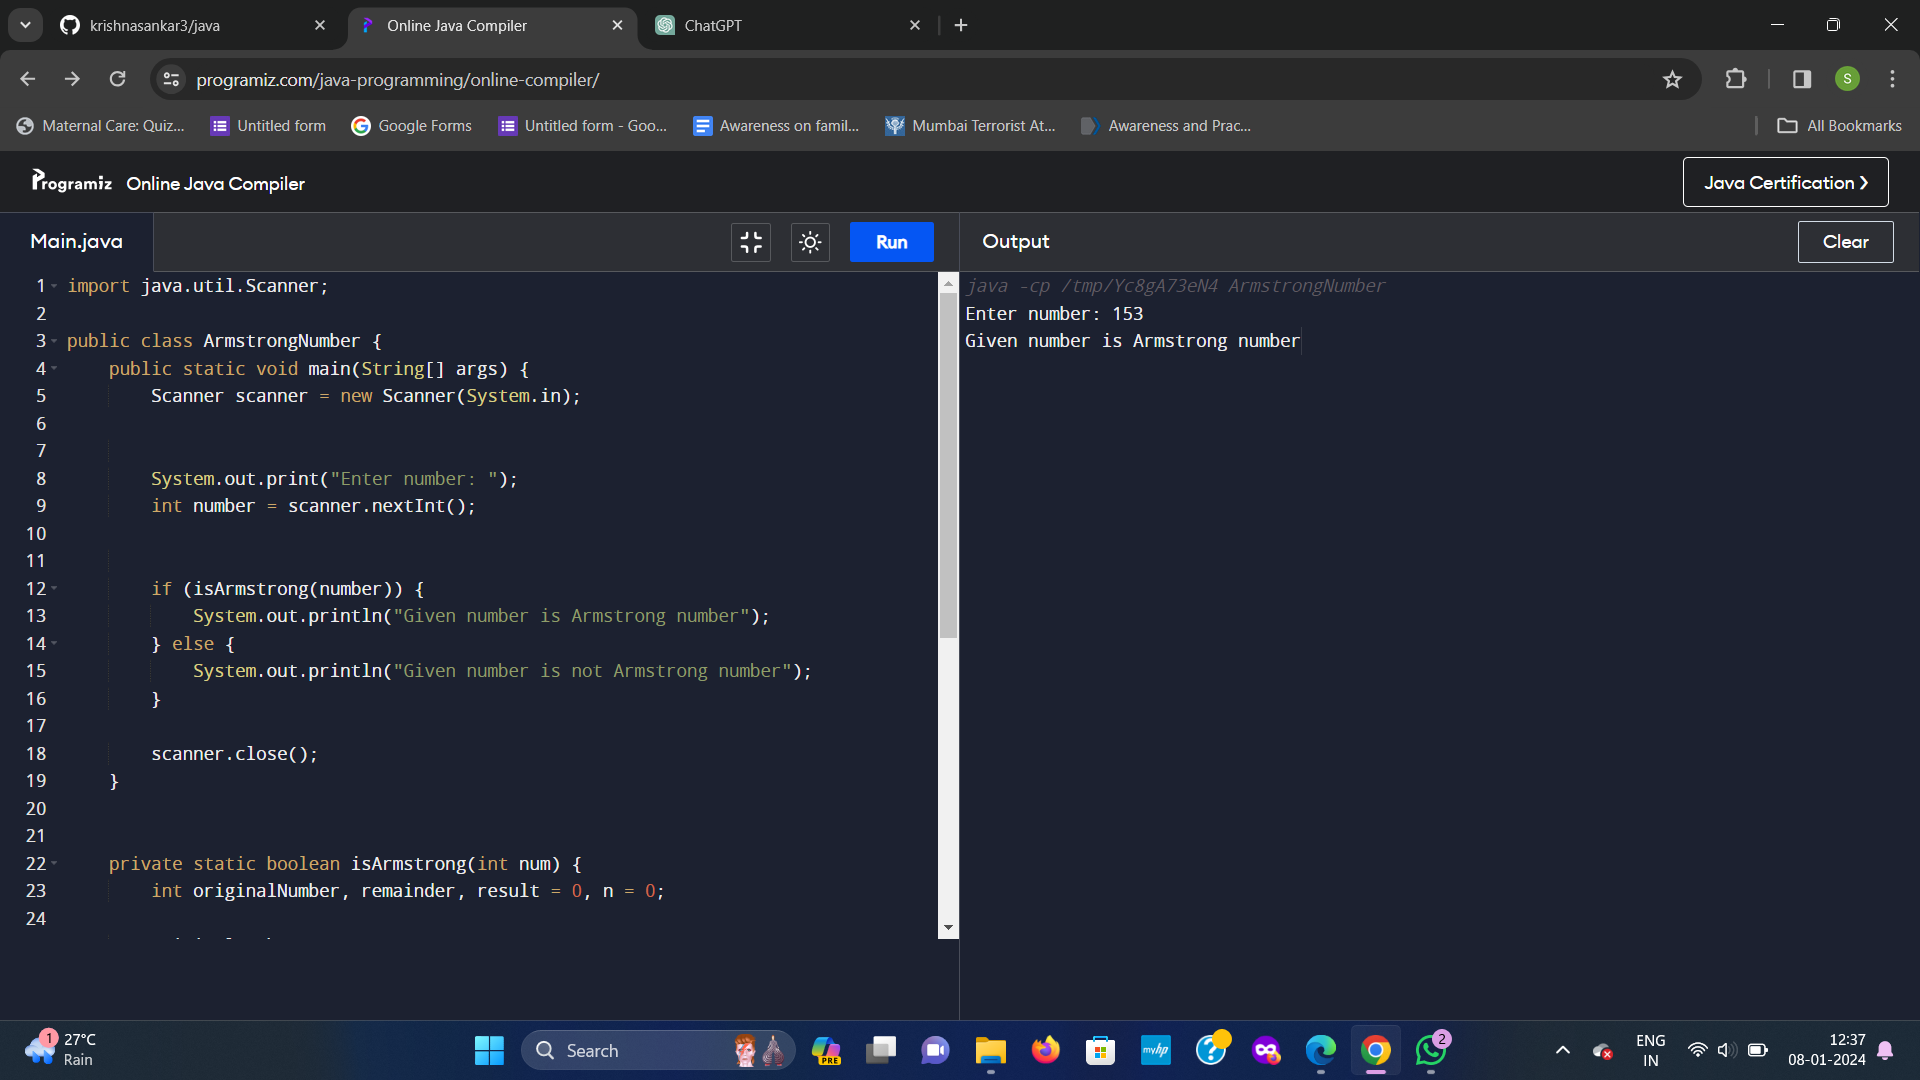 krishnasankar3/java
Online Java Compiler
ChatGPT
programiz.com/java-programming/online-compiler/
S
Maternal Care: Quiz...
Untitled form
Google Forms
Untitled form - Goo...
Awareness on famil...
Mumbai Terrorist At...
Awareness and Prac...
All Bookmarks
Programiz Online Java Compiler
Java Certification ❯
Main.java
Run
Output
Clear
1 import java.util.Scanner;
2
3 public class ArmstrongNumber {
4 public static void main(String[] args) {
5 Scanner scanner = new Scanner(System.in);
6
7
8 System.out.print("Enter number: ");
9 int number = scanner.nextInt();
10
11
12 if (isArmstrong(number)) {
13 System.out.println("Given number is Armstrong number");
14 } else {
15 System.out.println("Given number is not Armstrong number");
16 }
17
18 scanner.close();
19 }
20
21
22 private static boolean isArmstrong(int num) {
23 int originalNumber, remainder, result = 0, n = 0;
24
java -cp /tmp/Yc8gA73eN4 ArmstrongNumber
Enter number: 153
Given number is Armstrong number
1
27°C
Rain
Search
PRE
myhp
2
ENG
IN
12:37
08-01-2024